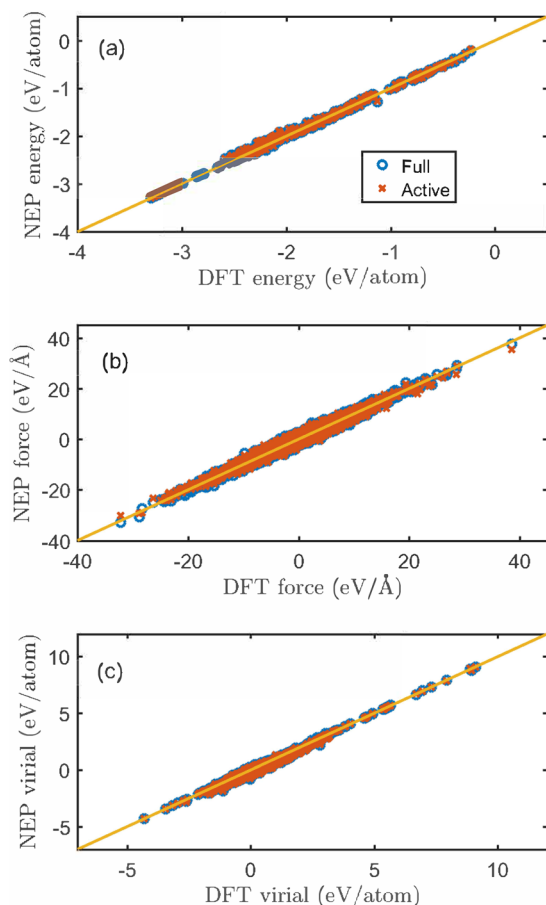 (a)
NEP energy (eV/atom)
0
-1
-2
-3
-4
Full
Active
-4 -3 -2 -1 0
DFT energy (eV/atom)
(b)
NEP force (eV/Å)
40
20
0
-20
-40
-40 -20 0 20 40
DFT force (eV/Å)
(c)
NEP virial (eV/atom)
10
5
0
-5
-5 0 5 10
DFT virial (eV/atom)